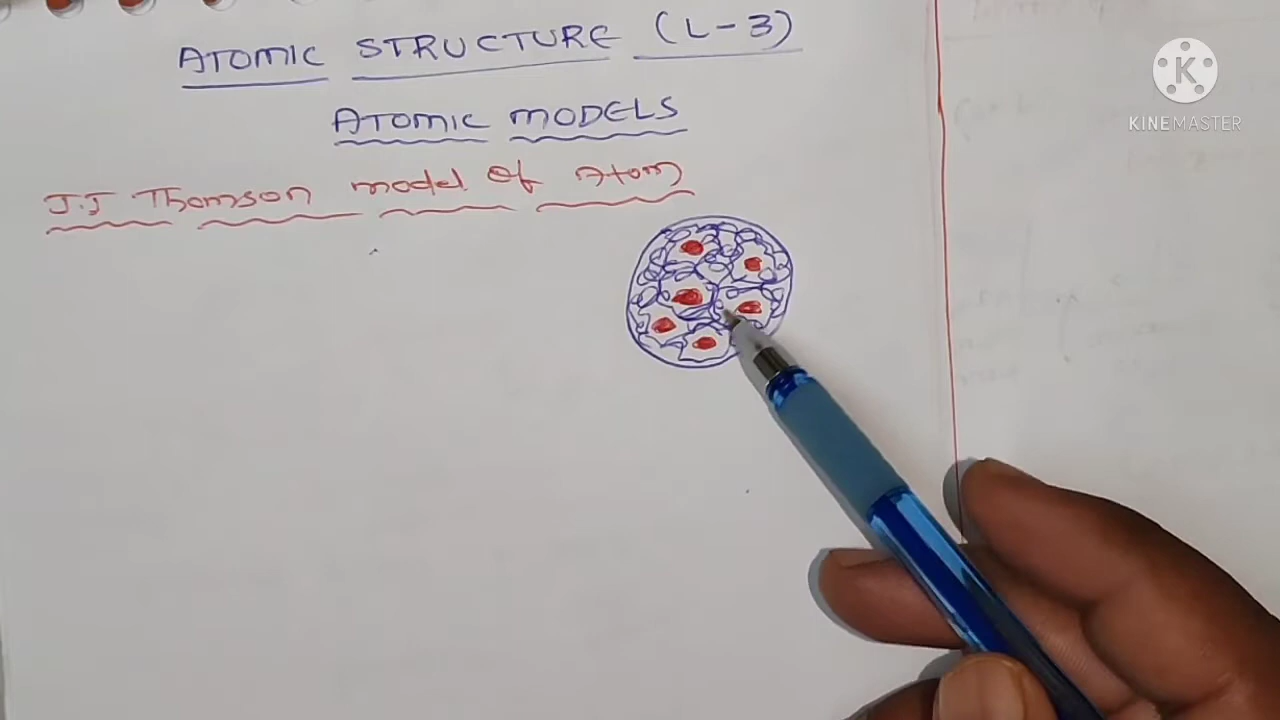 ATOMIC STRUCTURE (L-3)
ATOMIC MODELS
J.J Thomson model of Atom
K
KINEMASTER